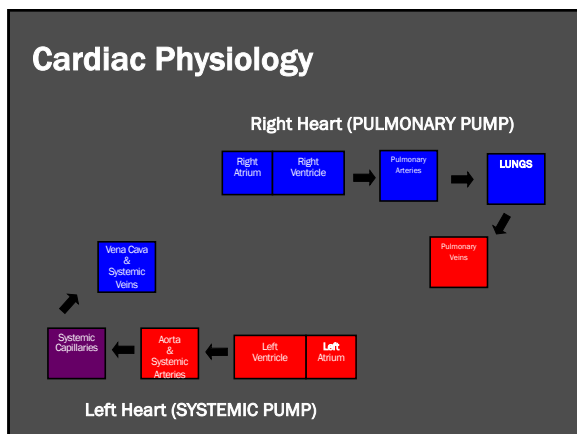 Cardiac Physiology
Right Heart (PULMONARY PUMP)
Right
Atrium
Right
Ventricle
Pulmonary
Arteries
LUNGS
Pulmonary
Veins
Vena Cava
&
Systemic
Veins
Systemic
Capillaries
Aorta
&
Systemic
Arteries
Left
Ventricle
Left
Atrium
Left Heart (SYSTEMIC PUMP)